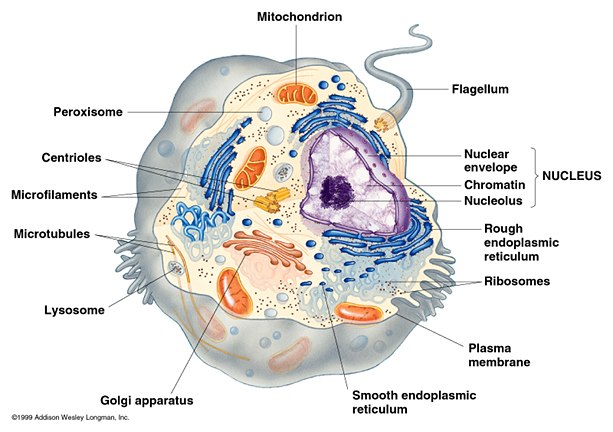 Mitochondrion
Flagellum
Peroxisome
Centrioles
Microfilaments
Microtubules
Lysosome
Golgi apparatus
Nuclear
envelope
Chromatin
Nucleolus
NUCLEUS
Rough
endoplasmic
reticulum
Ribosomes
Plasma
membrane
Smooth endoplasmic
reticulum
©1999 Addison Wesley Longman, Inc.